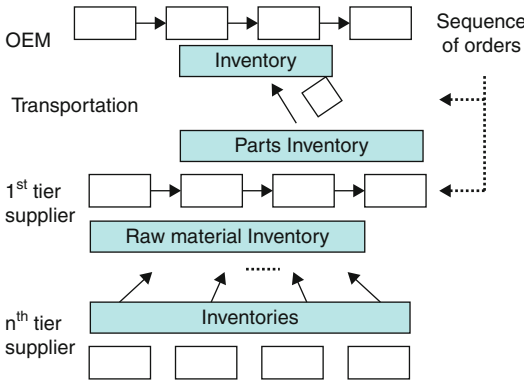 OEM
Sequence
of orders
Inventory
Transportation
Parts Inventory
1st tier
supplier
Raw material Inventory
nth tier
supplier
Inventories